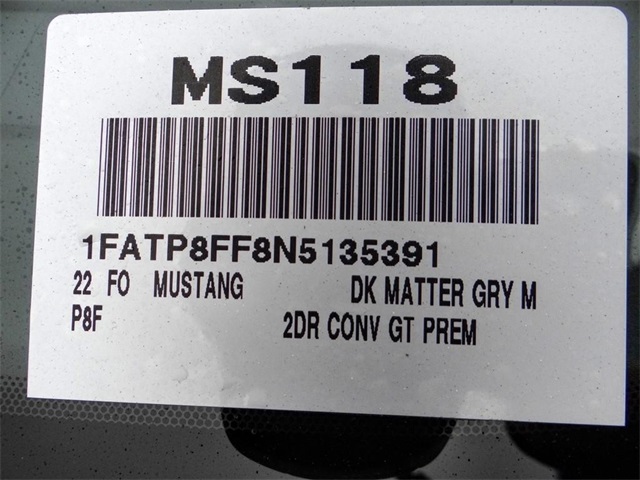 MS118
1FATP8FF8N5135391
22 FO MUSTANG DK MATTER GRY M
P8F 2DR CONV GT PREM